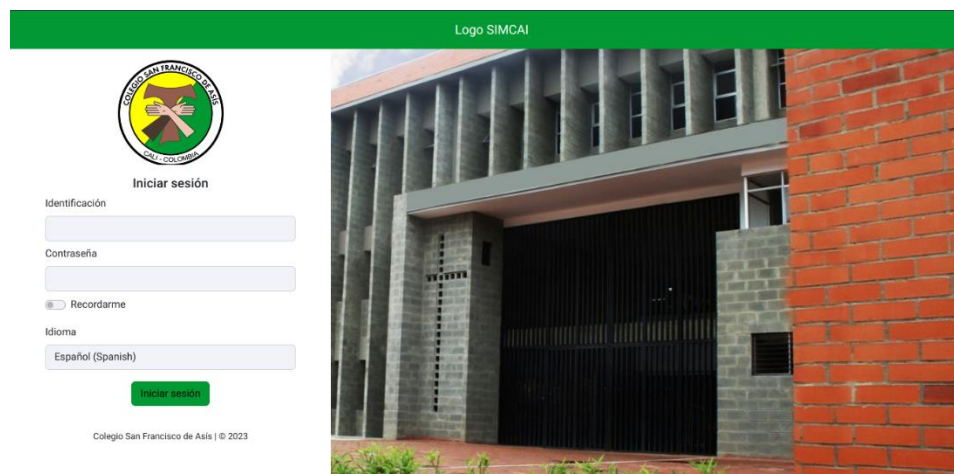 Logo SIMCAI
COLEGIO SAN FRANCISCO DE ASÍS
CALI - COLOMBIA
Iniciar sesión
Identificación
Contraseña
Recordarme
Idioma
Español (Spanish)
Iniciar sesión
Colegio San Francisco de Asís | © 2023